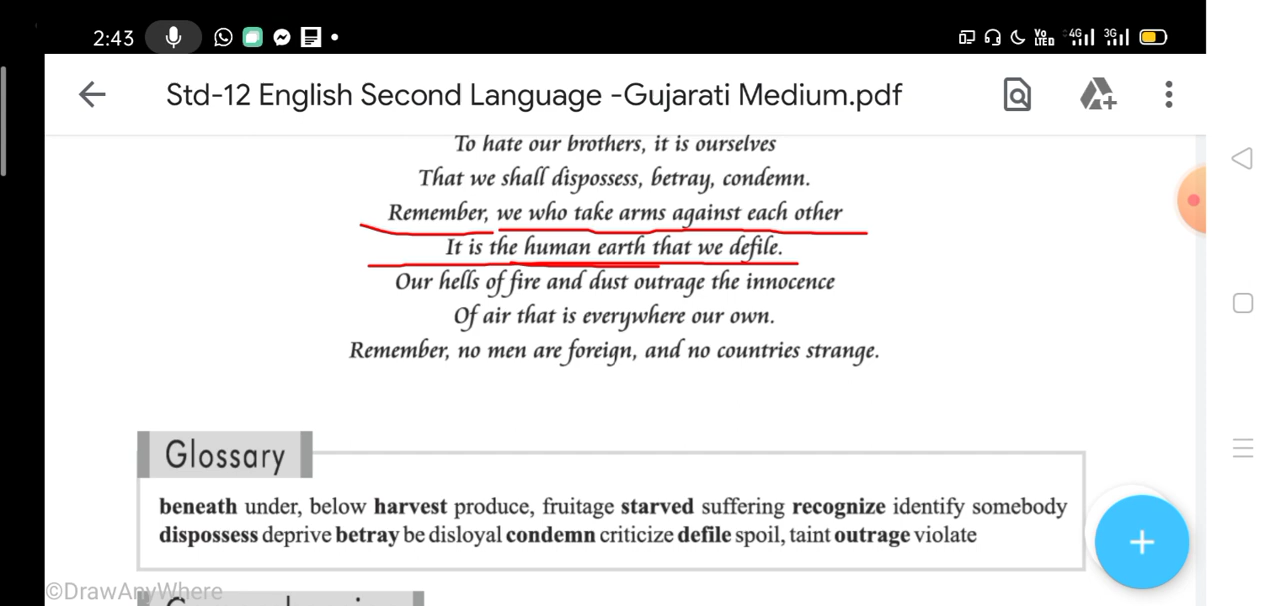 2:43
VO LTED 4G 3G
Std-12 English Second Language -Gujarati Medium.pdf
To hate our brothers, it is ourselves
That we shall dispossess, betray, condemn.
Remember, we who take arms against each other
It is the human earth that we defile.
Our hells of fire and dust outrage the innocence
Of air that is everywhere our own.
Remember, no men are foreign, and no countries strange.
Glossary
beneath under, below harvest produce, fruitage starved suffering recognize identify somebody
dispossess deprive betray be disloyal condemn criticize defile spoil, taint outrage violate
©DrawAnyWhere